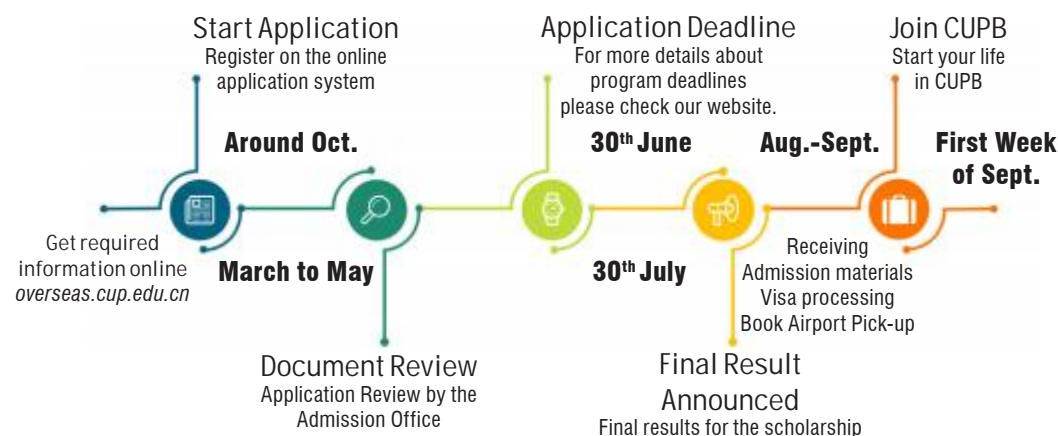 Start Application
Register on the online
application system
Application Deadline
For more details about
program deadlines
please check our website.
Join CUPB
Start your life
in CUPB
Around Oct.
30th June
Aug.-Sept.
First Week
of Sept.
Get required
information online
overseas.cup.edu.cn
March to May
30th July
Receiving
Admission materials
Visa processing
Book Airport Pick-up
Document Review
Application Review by the
Admission Office
Final Result
Announced
Final results for the scholarship